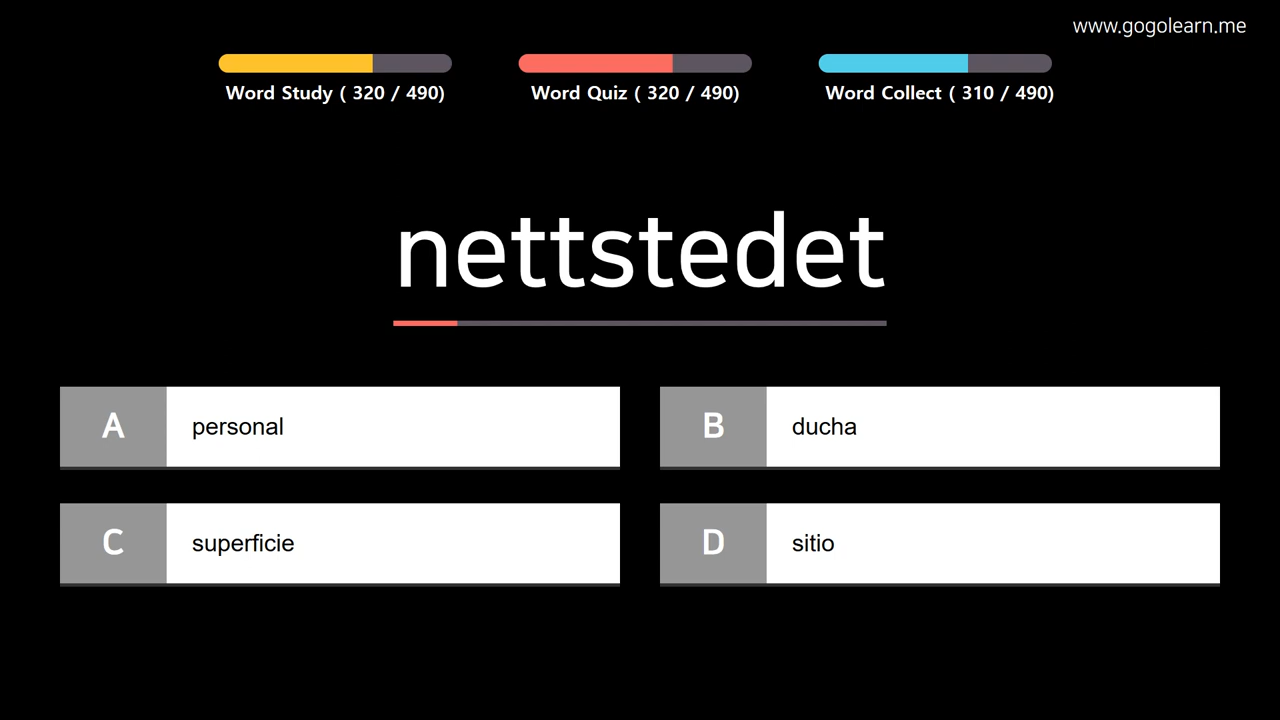 www.gogolearn.me
Word Study ( 320 / 490)
Word Quiz ( 320 / 490)
Word Collect ( 310 / 490)
nettstedet
A personal
B ducha
C superficie
D sitio